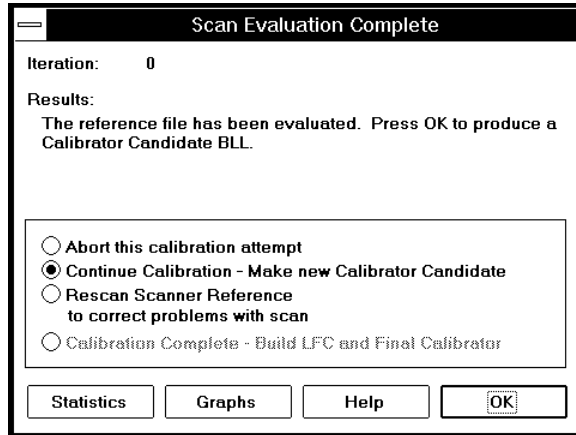 Scan Evaluation Complete
Iteration: 0
Results:
The reference file has been evaluated. Press OK to produce a
Calibrator Candidate BLL.
Abort this calibration attempt
Continue Calibration - Make new Calibrator Candidate
Rescan Scanner Reference
to correct problems with scan
Calibration Complete - Build LFC and Final Calibrator
Statistics Graphs Help OK